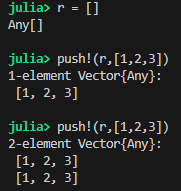 julia> r = []
Any[]
julia> push!(r,[1,2,3])
1-element Vector{Any}:
[1, 2, 3]
julia> push!(r,[1,2,3])
2-element Vector{Any}:
[1, 2, 3]
[1, 2, 3]